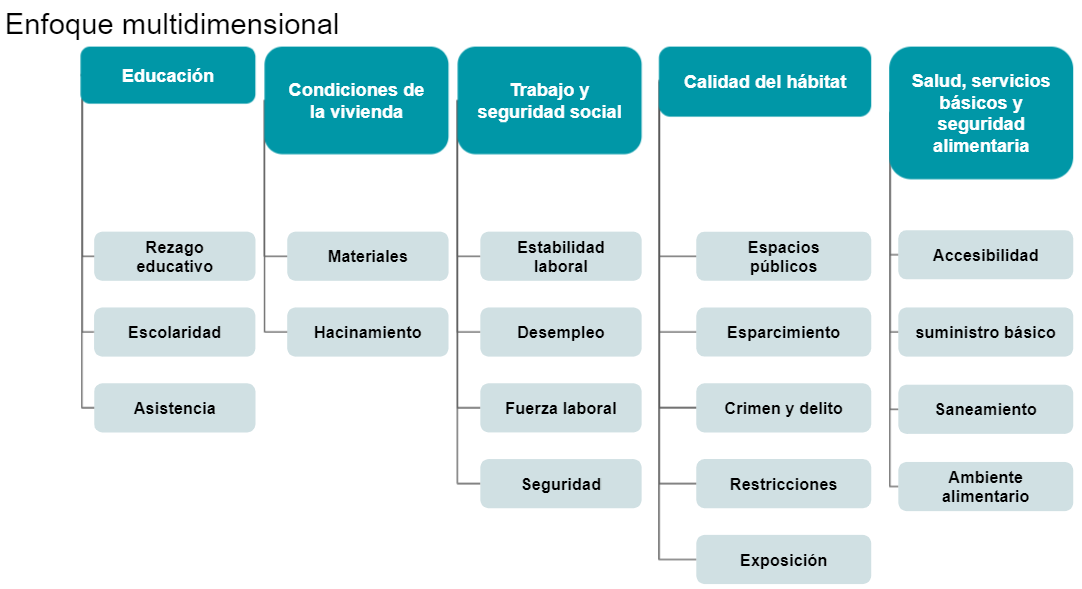 Enfoque multidimensional
Educación
Rezago
educativo
Escolaridad
Asistencia
Condiciones de
la vivienda
Materiales
Hacinamiento
Trabajo y
seguridad social
Estabilidad
laboral
Desempleo
Fuerza laboral
Seguridad
Calidad del hábitat
Espacios
públicos
Esparcimiento
Crimen y delito
Restricciones
Exposición
Salud, servicios
básicos y
seguridad
alimentaria
Accesibilidad
suministro básico
Saneamiento
Ambiente
alimentario